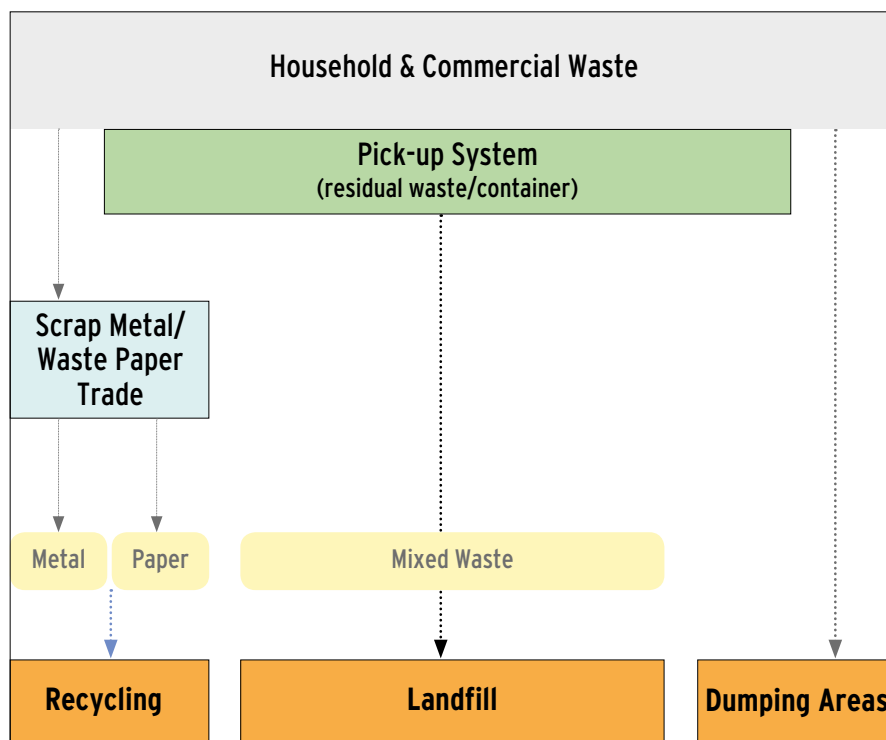 Household & Commercial Waste
Pick-up System
(residual waste/container)
Scrap Metal/
Waste Paper
Trade
Metal
Paper
Mixed Waste
Recycling
Landfill
Dumping Areas